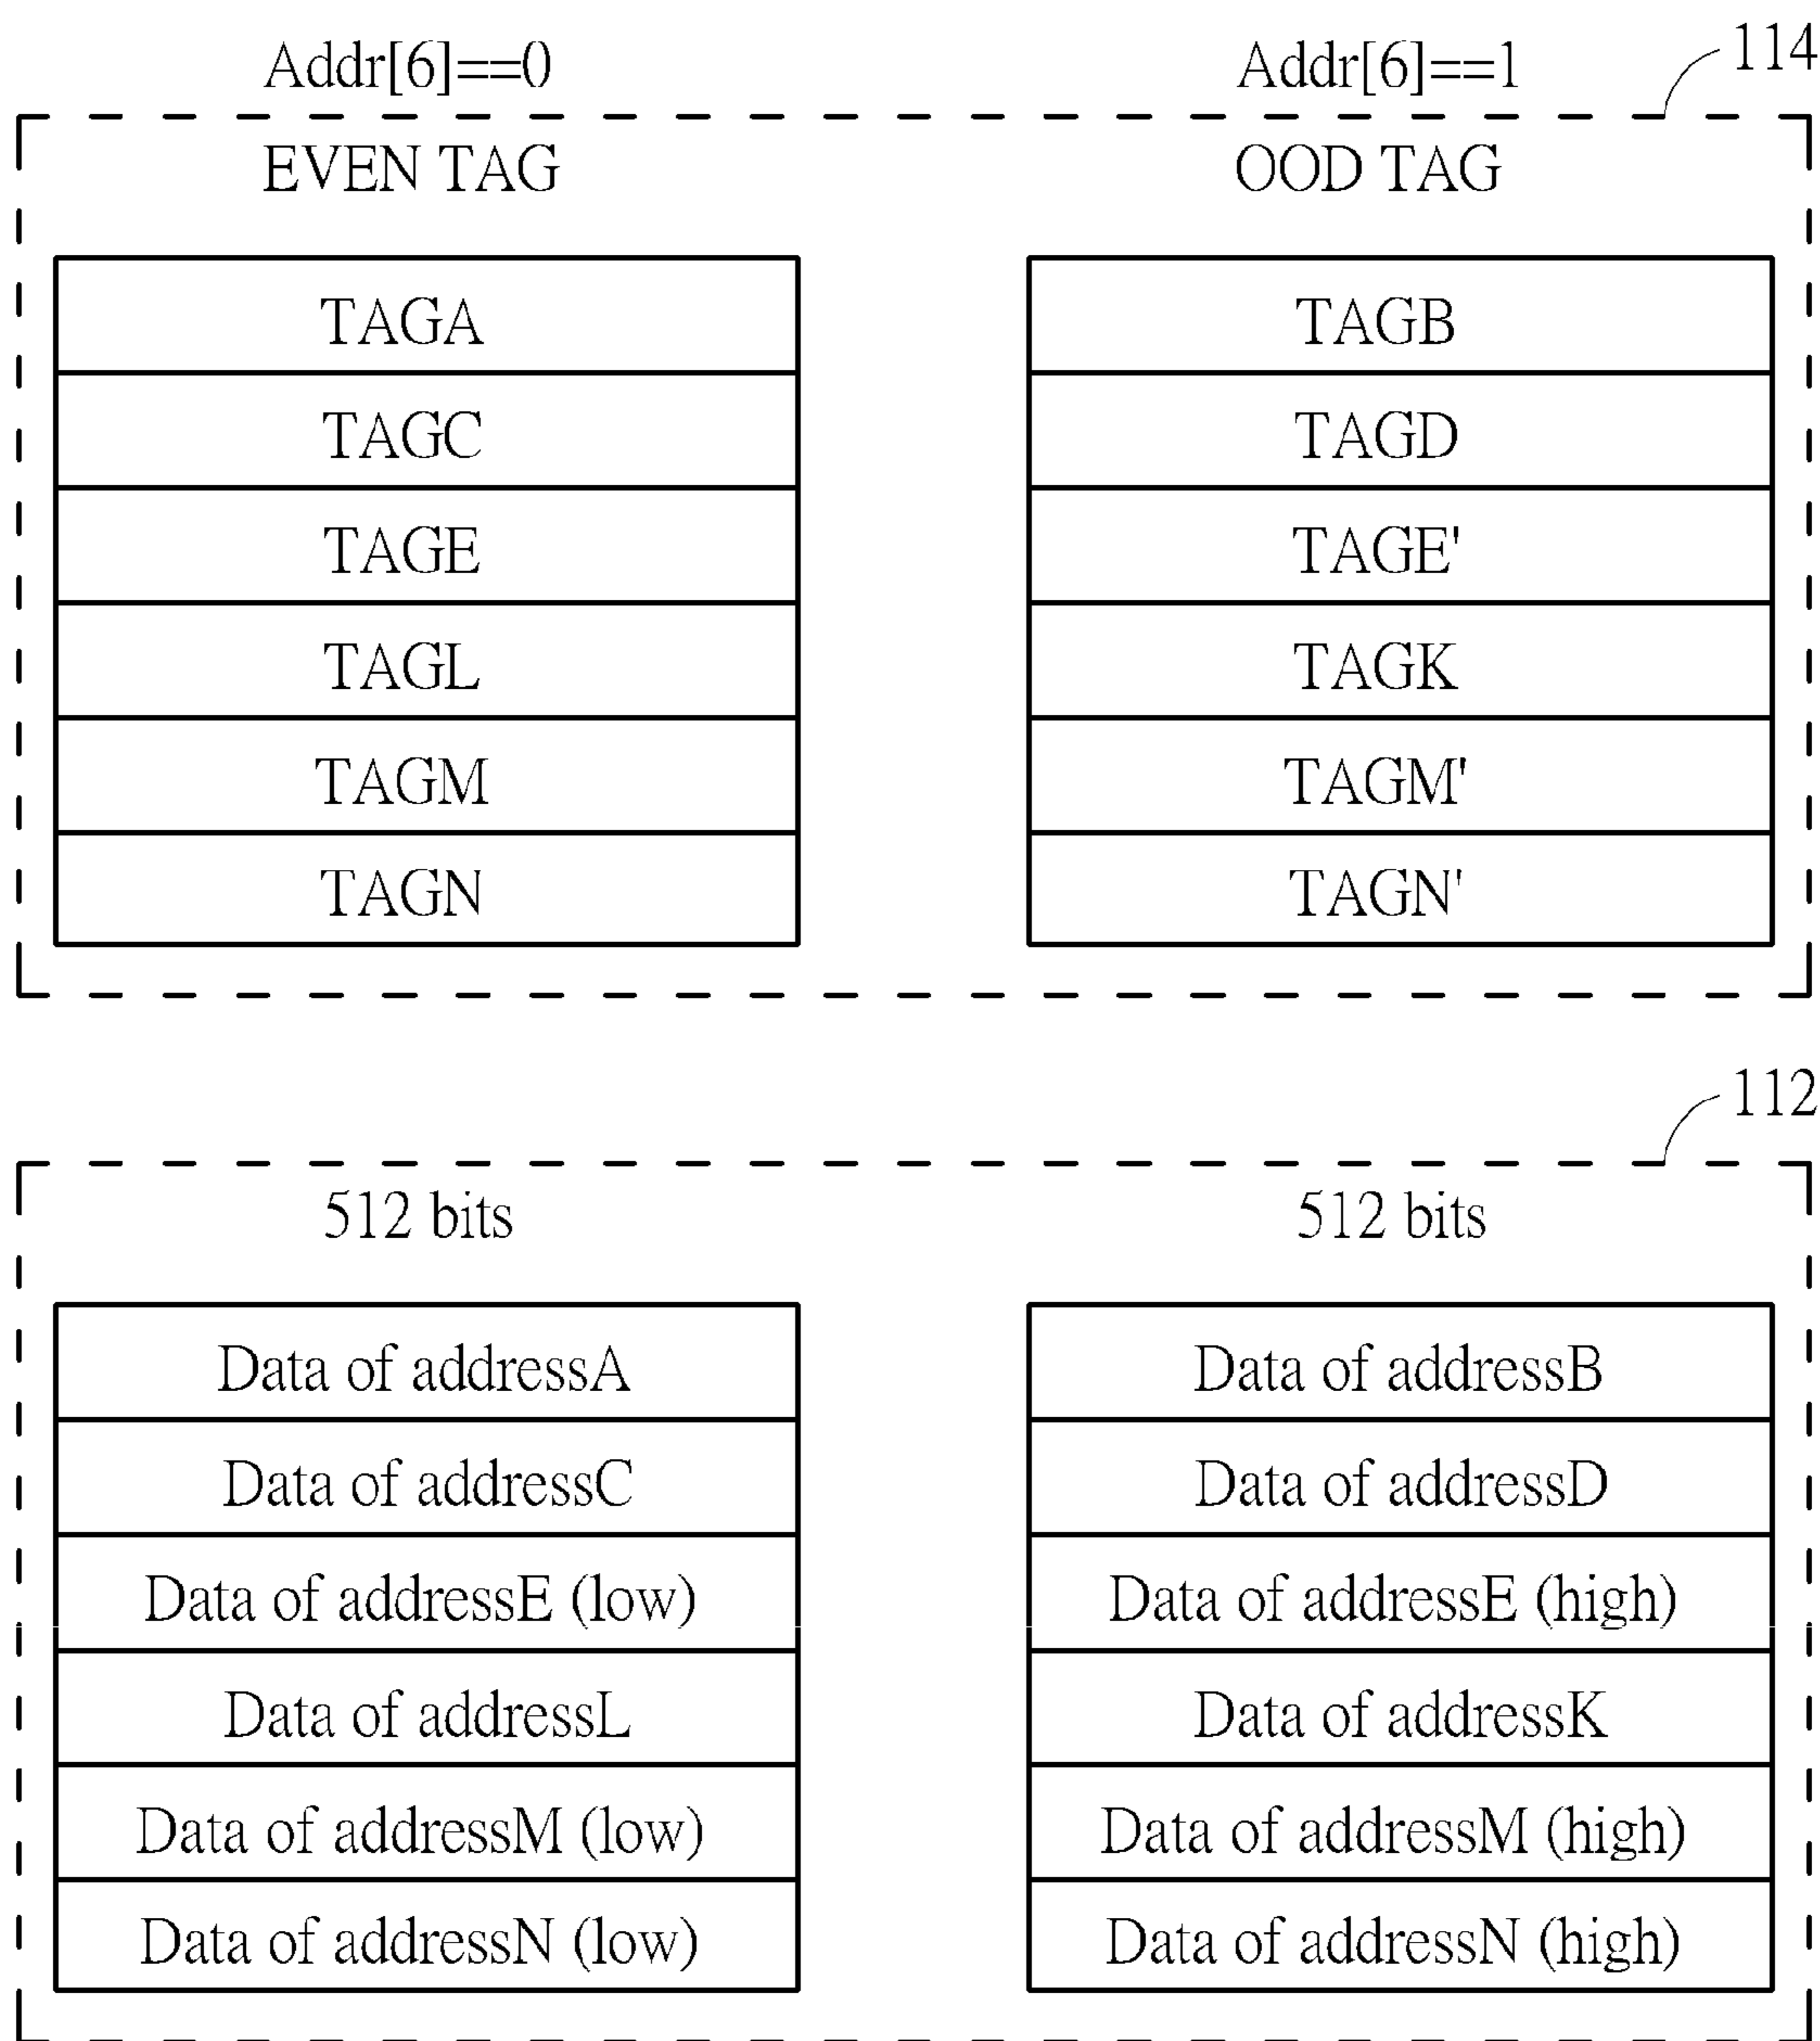 114
Addr[6]==0 Addr[6]==1
EVEN TAG OOD TAG
TAGA TAGB
TAGC TAGD
TAGE TAGE'
TAGL TAGK
TAGM TAGM'
TAGN TAGN'
112
512 bits 512 bits
Data of addressA Data of addressB
Data of addressC Data of addressD
Data of addressE (low) Data of addressE (high)
Data of addressL Data of addressK
Data of addressM (low) Data of addressM (high)
Data of addressN (low) Data of addressN (high)